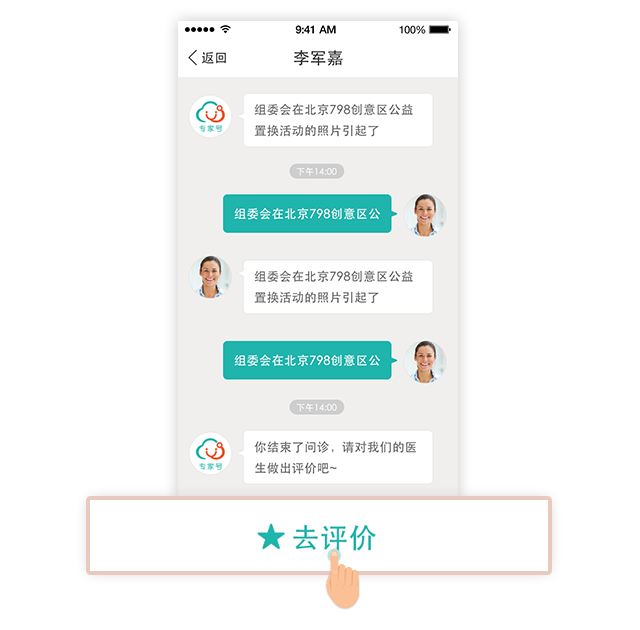 9:41 AM
100%
返回
李军嘉
组委会在北京798创意区公益
置换活动的照片引起了
专家号
下午14:00
组委会在北京798创意区公
组委会在北京798创意区公益
置换活动的照片引起了
组委会在北京798创意区公
下午14:00
你结束了问诊，请对我们的医
生做出评价吧~
专家号
★去评价